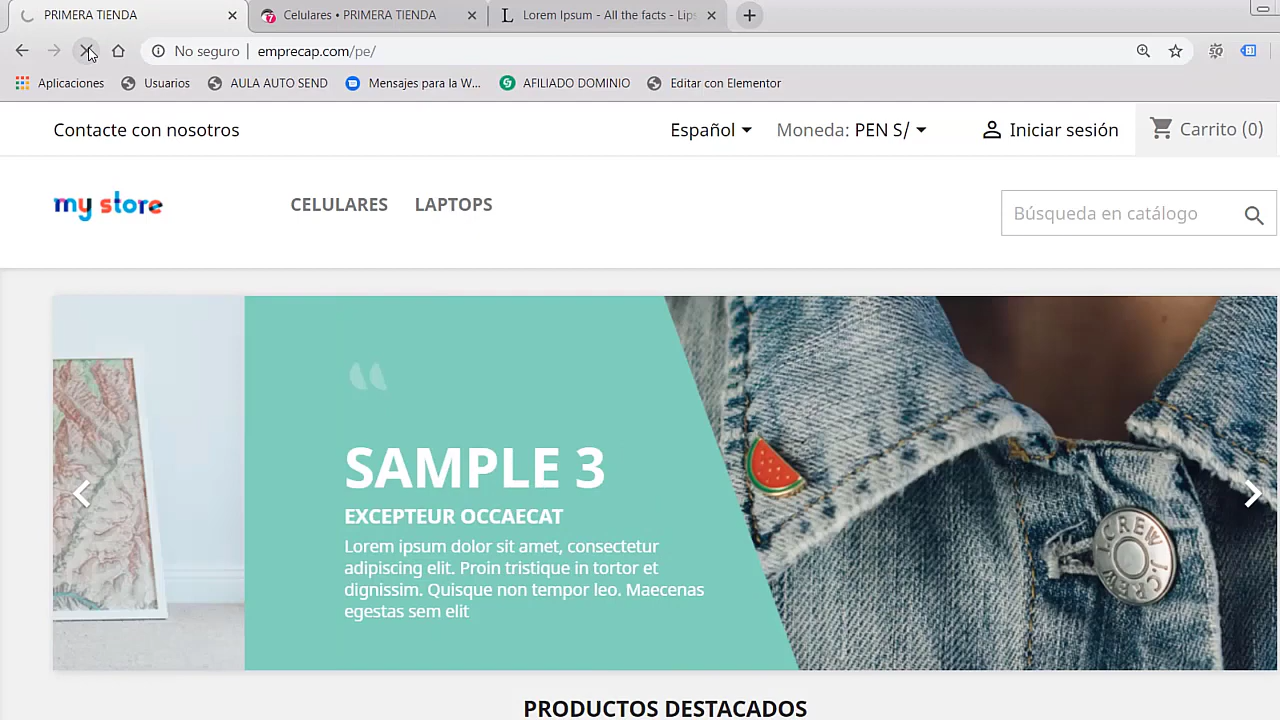 PRIMERA TIENDA
Celulares • PRIMERA TIENDA
Lorem Ipsum - All the facts - Lips
No seguro
emprecap.com/pe/
Aplicaciones
Usuarios
AULA AUTO SEND
Mensajes para la W...
AFILIADO DOMINIO
Editar con Elementor
Contacte con nosotros
Español
Moneda: PEN S/
Iniciar sesión
Carrito (0)
my store
CELULARES
LAPTOPS
Búsqueda en catálogo
SAMPLE 3
EXCEPTEUR OCCAECAT
Lorem ipsum dolor sit amet, consectetur
adipiscing elit. Proin tristique in tortor et
dignissim. Quisque non tempor leo. Maecenas
egestas sem elit
J.CREW
PRODUCTOS DESTACADOS